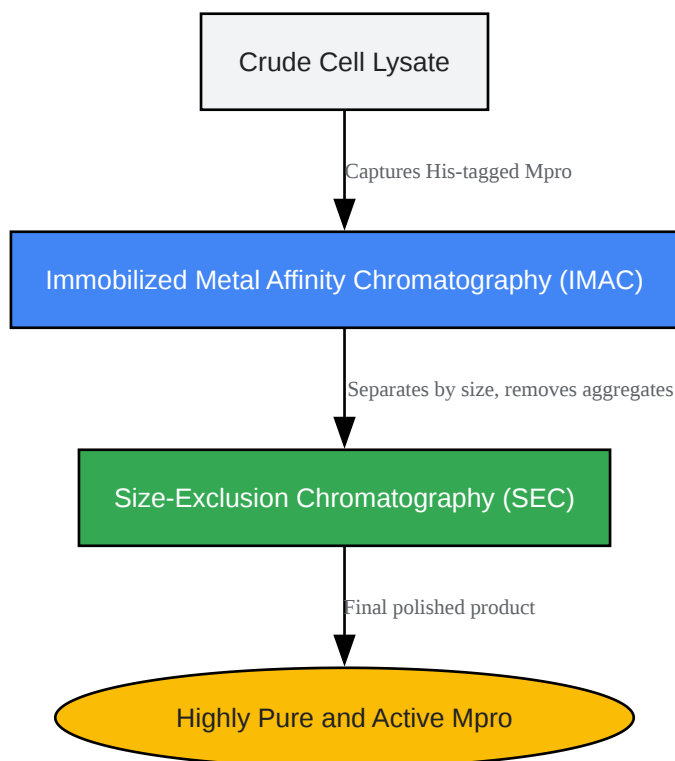 Crude Cell Lysate
Captures His-tagged Mpro
Immobilized Metal Affinity Chromatography (IMAC)
Separates by size, removes aggregates
Size-Exclusion Chromatography (SEC)
Final polished product
Highly Pure and Active Mpro